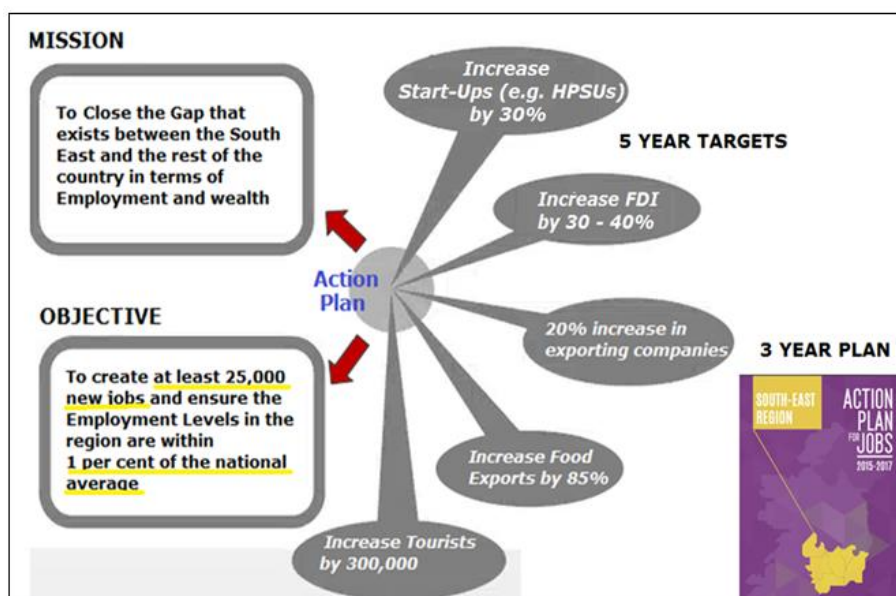 MISSION
To Close the Gap that
exists between the South
East and the rest of the
country in terms of
Employment and wealth
Increase
Start-Ups (e.g. HPSUs)
by 30%
5 YEAR TARGETS
Increase FDI
by 30 - 40%
Action
Plan
OBJECTIVE
To create at least 25,000
new jobs and ensure the
Employment Levels in the
region are within
1 per cent of the national
average
20% increase in
exporting companies
Increase Food
Exports by 85%
Increase Tourists
by 300,000
3 YEAR PLAN
SOUTH-EAST
REGION
ACTION
PLAN
FOR
JOBS
2015-2017